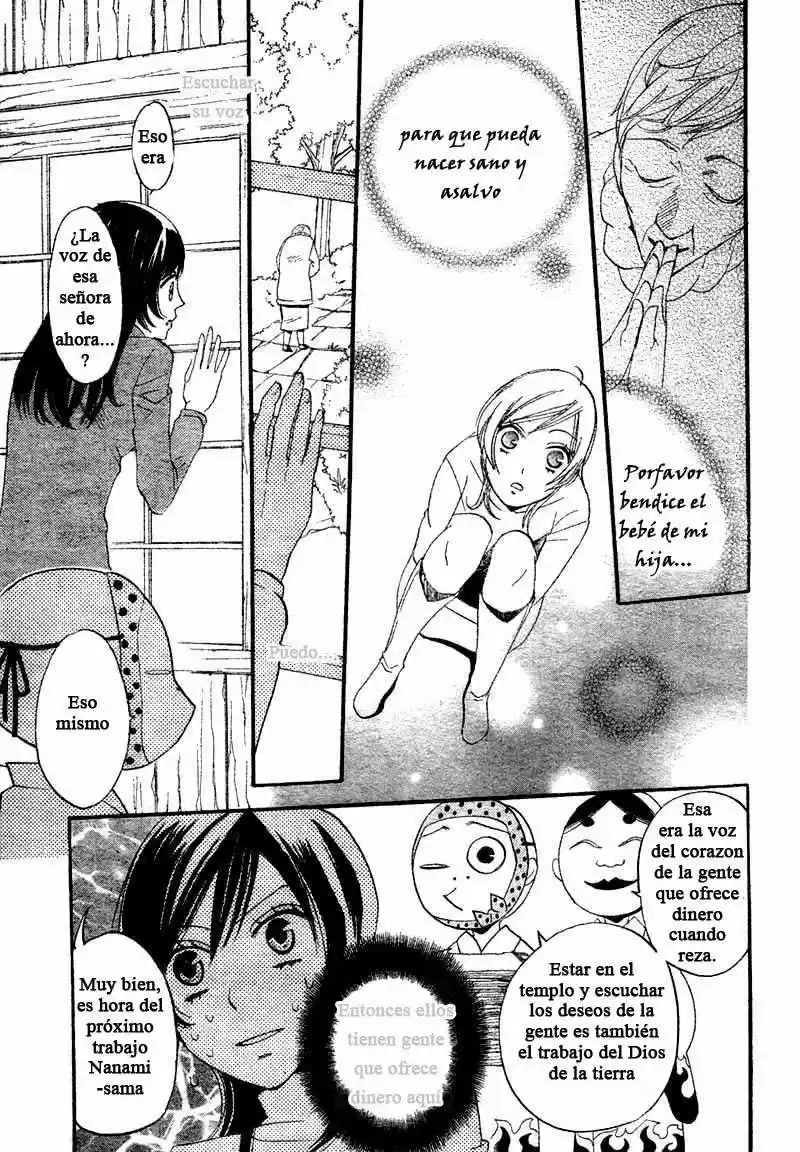 Porfavor
bendice el
bebé de mi
hija...
para que pueda
nacer sano y
asalvo
Escuchar
su voz
Eso
era
¿La
voz de
esa
señora
de
ahora...
?
Puedo...
Eso
mismo
Esa
era la voz
del corazon
de la gente
que ofrece
dinero
cuando
reza.
Estar en el
templo y escuchar
los deseos de la
gente es también
el trabajo del Dios
de la tierra
Entonces ellos
tienen gente
que ofrece
dinero aquí
Muy bien,
es hora del
próximo
trabajo
Nanami
-sama